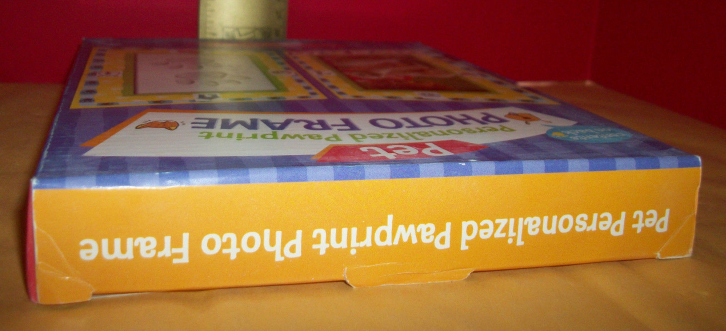 Pet
Personalized Pawprint
PHOTO FRAME
Pet Personalized Pawprint Photo Frame